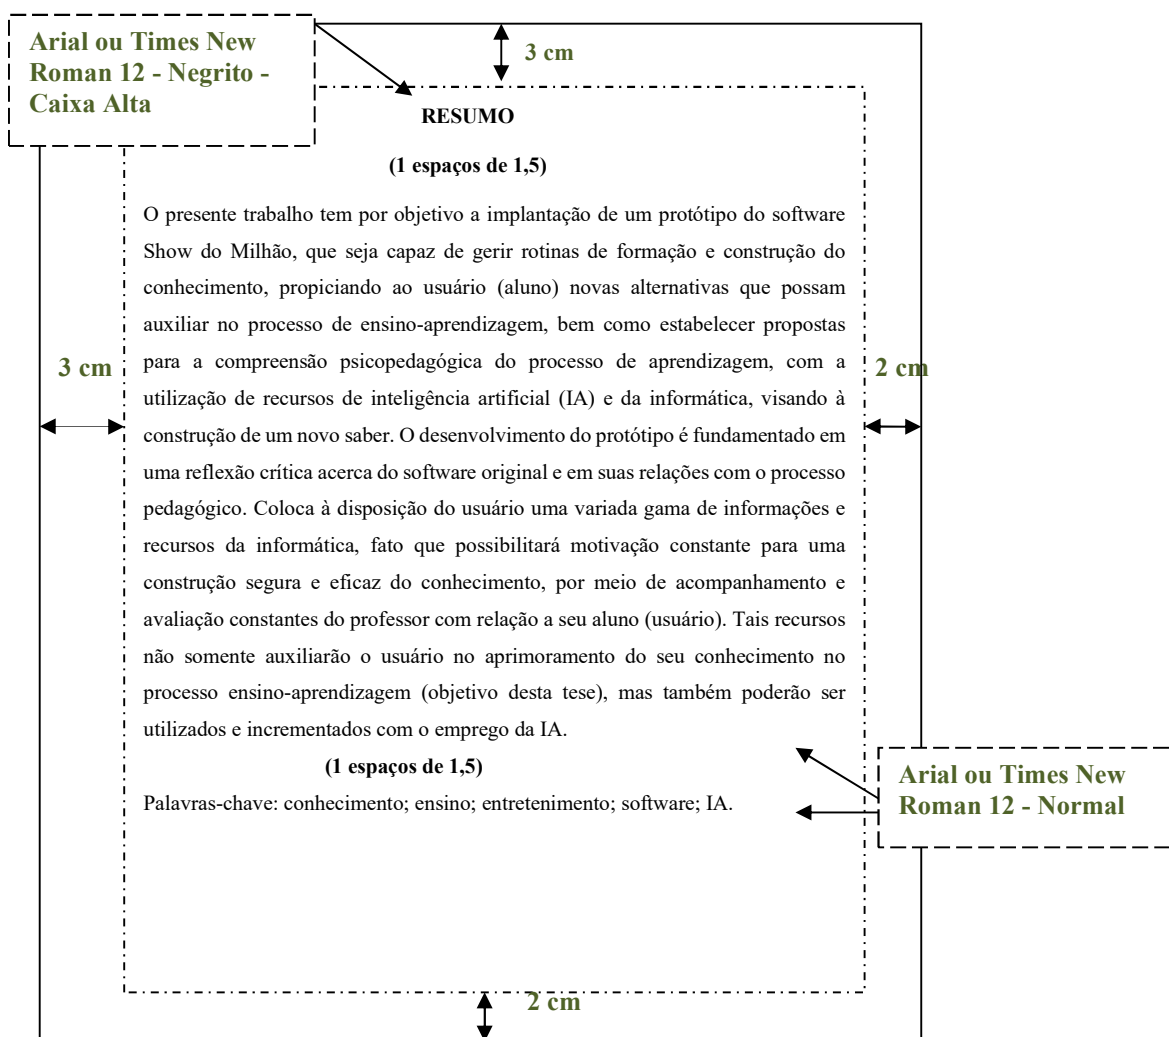 Arial ou Times New
Roman 12 - Negrito -
Caixa Alta
3 cm
RESUMO
(1 espaços de 1,5)
O presente trabalho tem por objetivo a implantação de um protótipo do software
Show do Milhão, que seja capaz de gerir rotinas de formação e construção do
conhecimento, propiciando ao usuário (aluno) novas alternativas que possam
auxiliar no processo de ensino-aprendizagem, bem como estabelecer propostas
para a compreensão psicopedagógica do processo de aprendizagem, com a
utilização de recursos de inteligência artificial (IA) e da informática, visando à
construção de um novo saber. O desenvolvimento do protótipo é fundamentado em
uma reflexão crítica acerca do software original e em suas relações com o processo
pedagógico. Coloca à disposição do usuário uma variada gama de informações e
recursos da informática, fato que possibilitará motivação constante para uma
construção segura e eficaz do conhecimento, por meio de acompanhamento e
avaliação constantes do professor com relação a seu aluno (usuário). Tais recursos
não somente auxiliarão o usuário no aprimoramento do seu conhecimento no
processo ensino-aprendizagem (objetivo desta tese), mas também poderão ser
utilizados e incrementados com o emprego da IA.
3 cm
2 cm
(1 espaços de 1,5)
Palavras-chave: conhecimento; ensino; entretenimento; software; IA.
Arial ou Times New
Roman 12 - Normal
2 cm